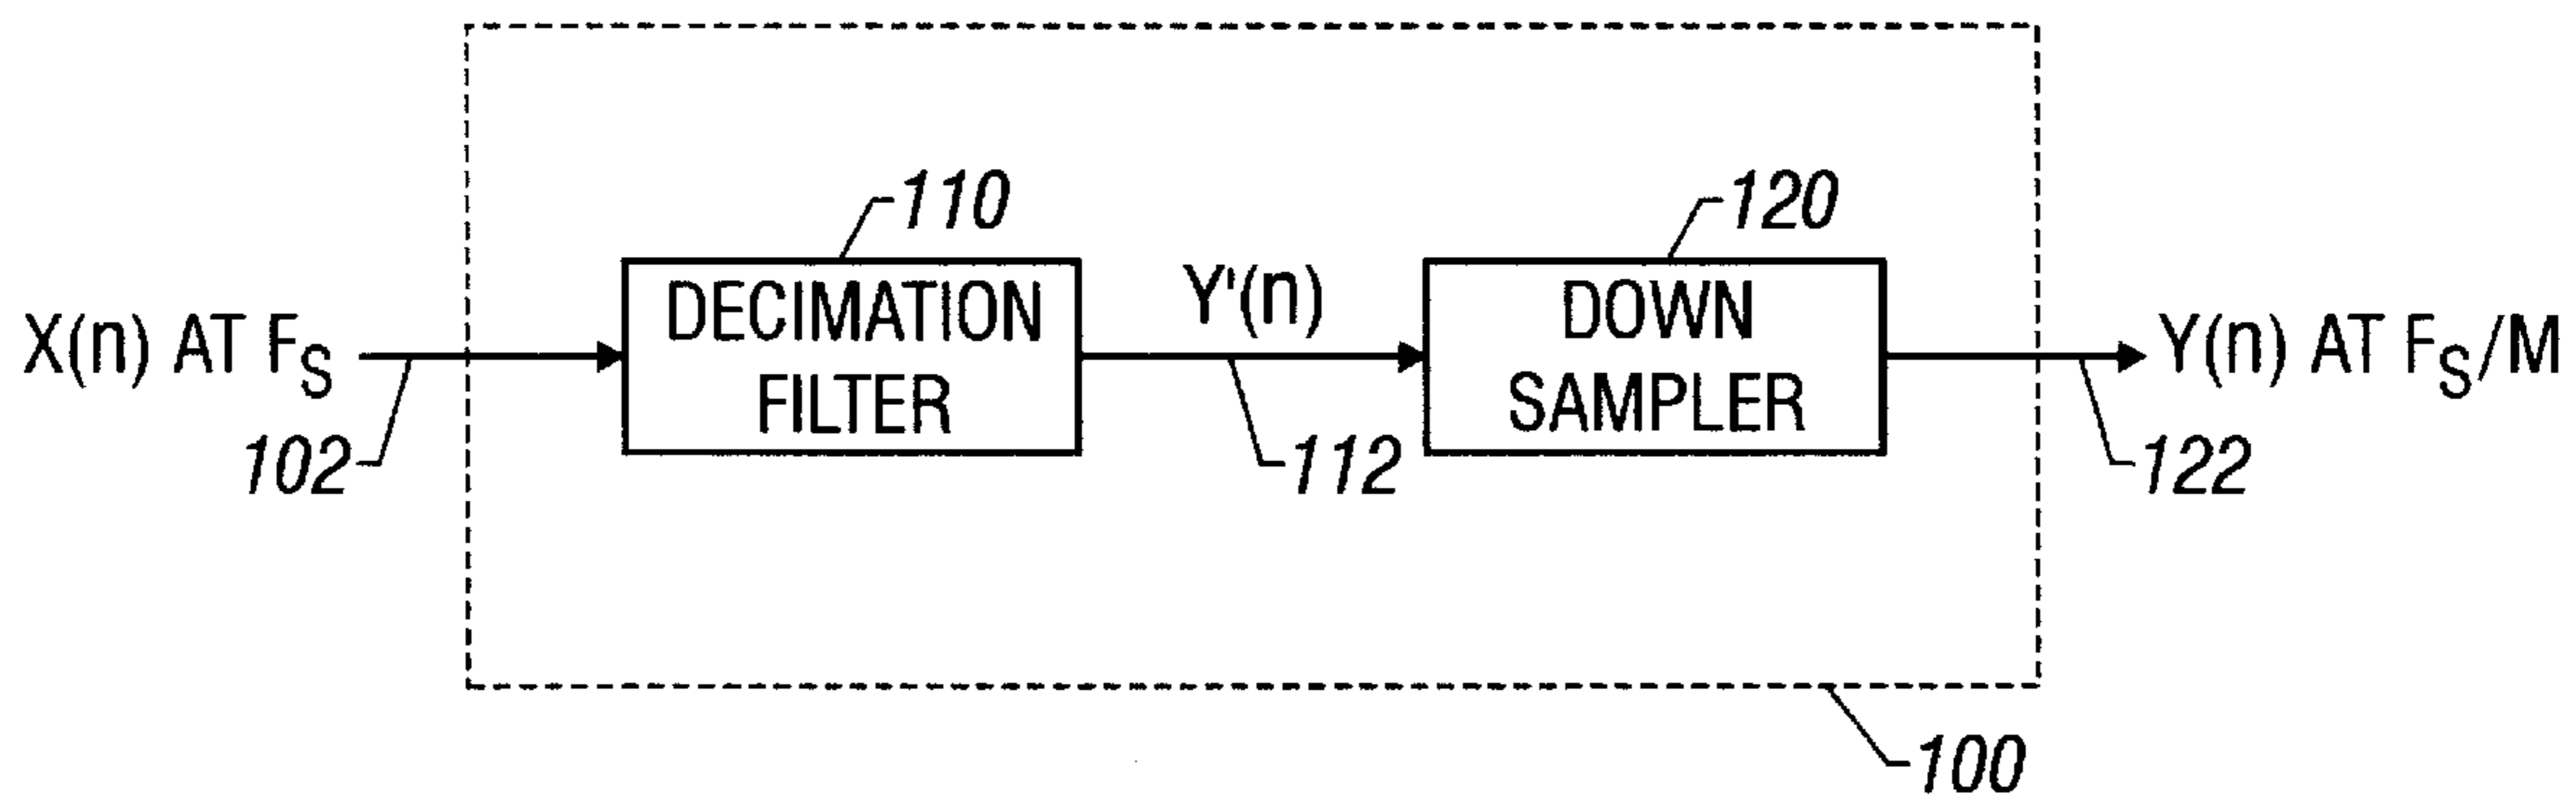 110
120
X(n) AT FS
DECIMATION
FILTER
Y'(n)
DOWN
SAMPLER
Y(n) AT FS/M
102
112
122
100